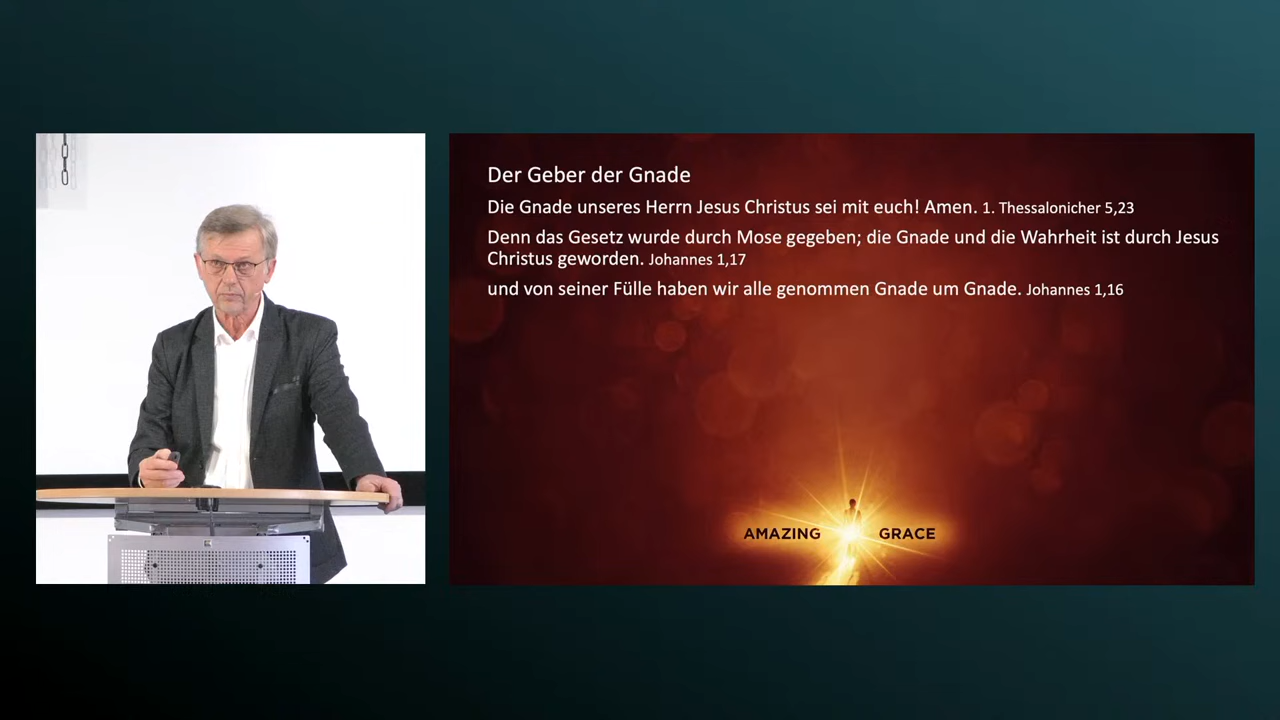 Der Geber der Gnade
Die Gnade unseres Herrn Jesus Christus sei mit euch! Amen. 1. Thessalonicher 5,23
Denn das Gesetz wurde durch Mose gegeben; die Gnade und die Wahrheit ist durch Jesus
Christus geworden. Johannes 1,17
und von seiner Fülle haben wir alle genommen Gnade um Gnade. Johannes 1,16
AMAZING GRACE